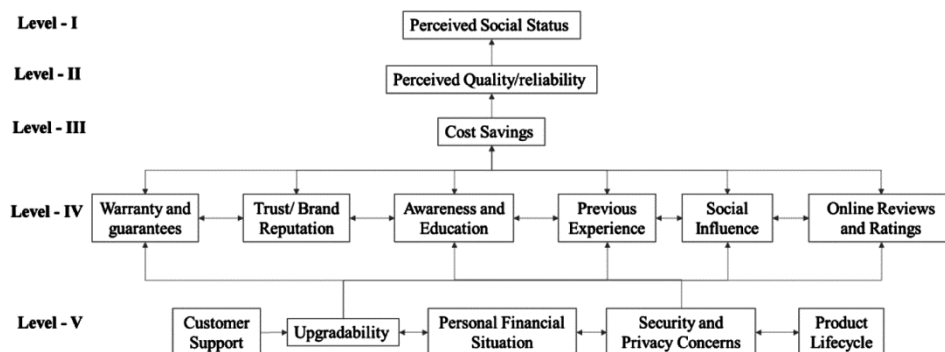 Level - I
Perceived Social Status
Level - II
Perceived Quality/reliability
Level - III
Cost Savings
Level - IV
Warranty and
guarantees
Trust/ Brand
Reputation
Awareness and
Education
Previous
Experience
Social
Influence
Online Reviews
and Ratings
Level - V
Customer
Support
Upgradability
Personal Financial
Situation
Security and
Privacy Concerns
Product
Lifecycle